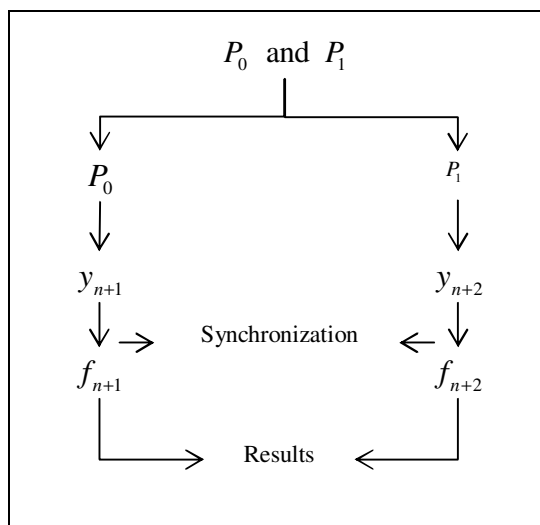 P₀ and P₁
P₀ P₁
yₙ₊₁ yₙ₊₂
Synchronization
fₙ₊₁ fₙ₊₂
Results